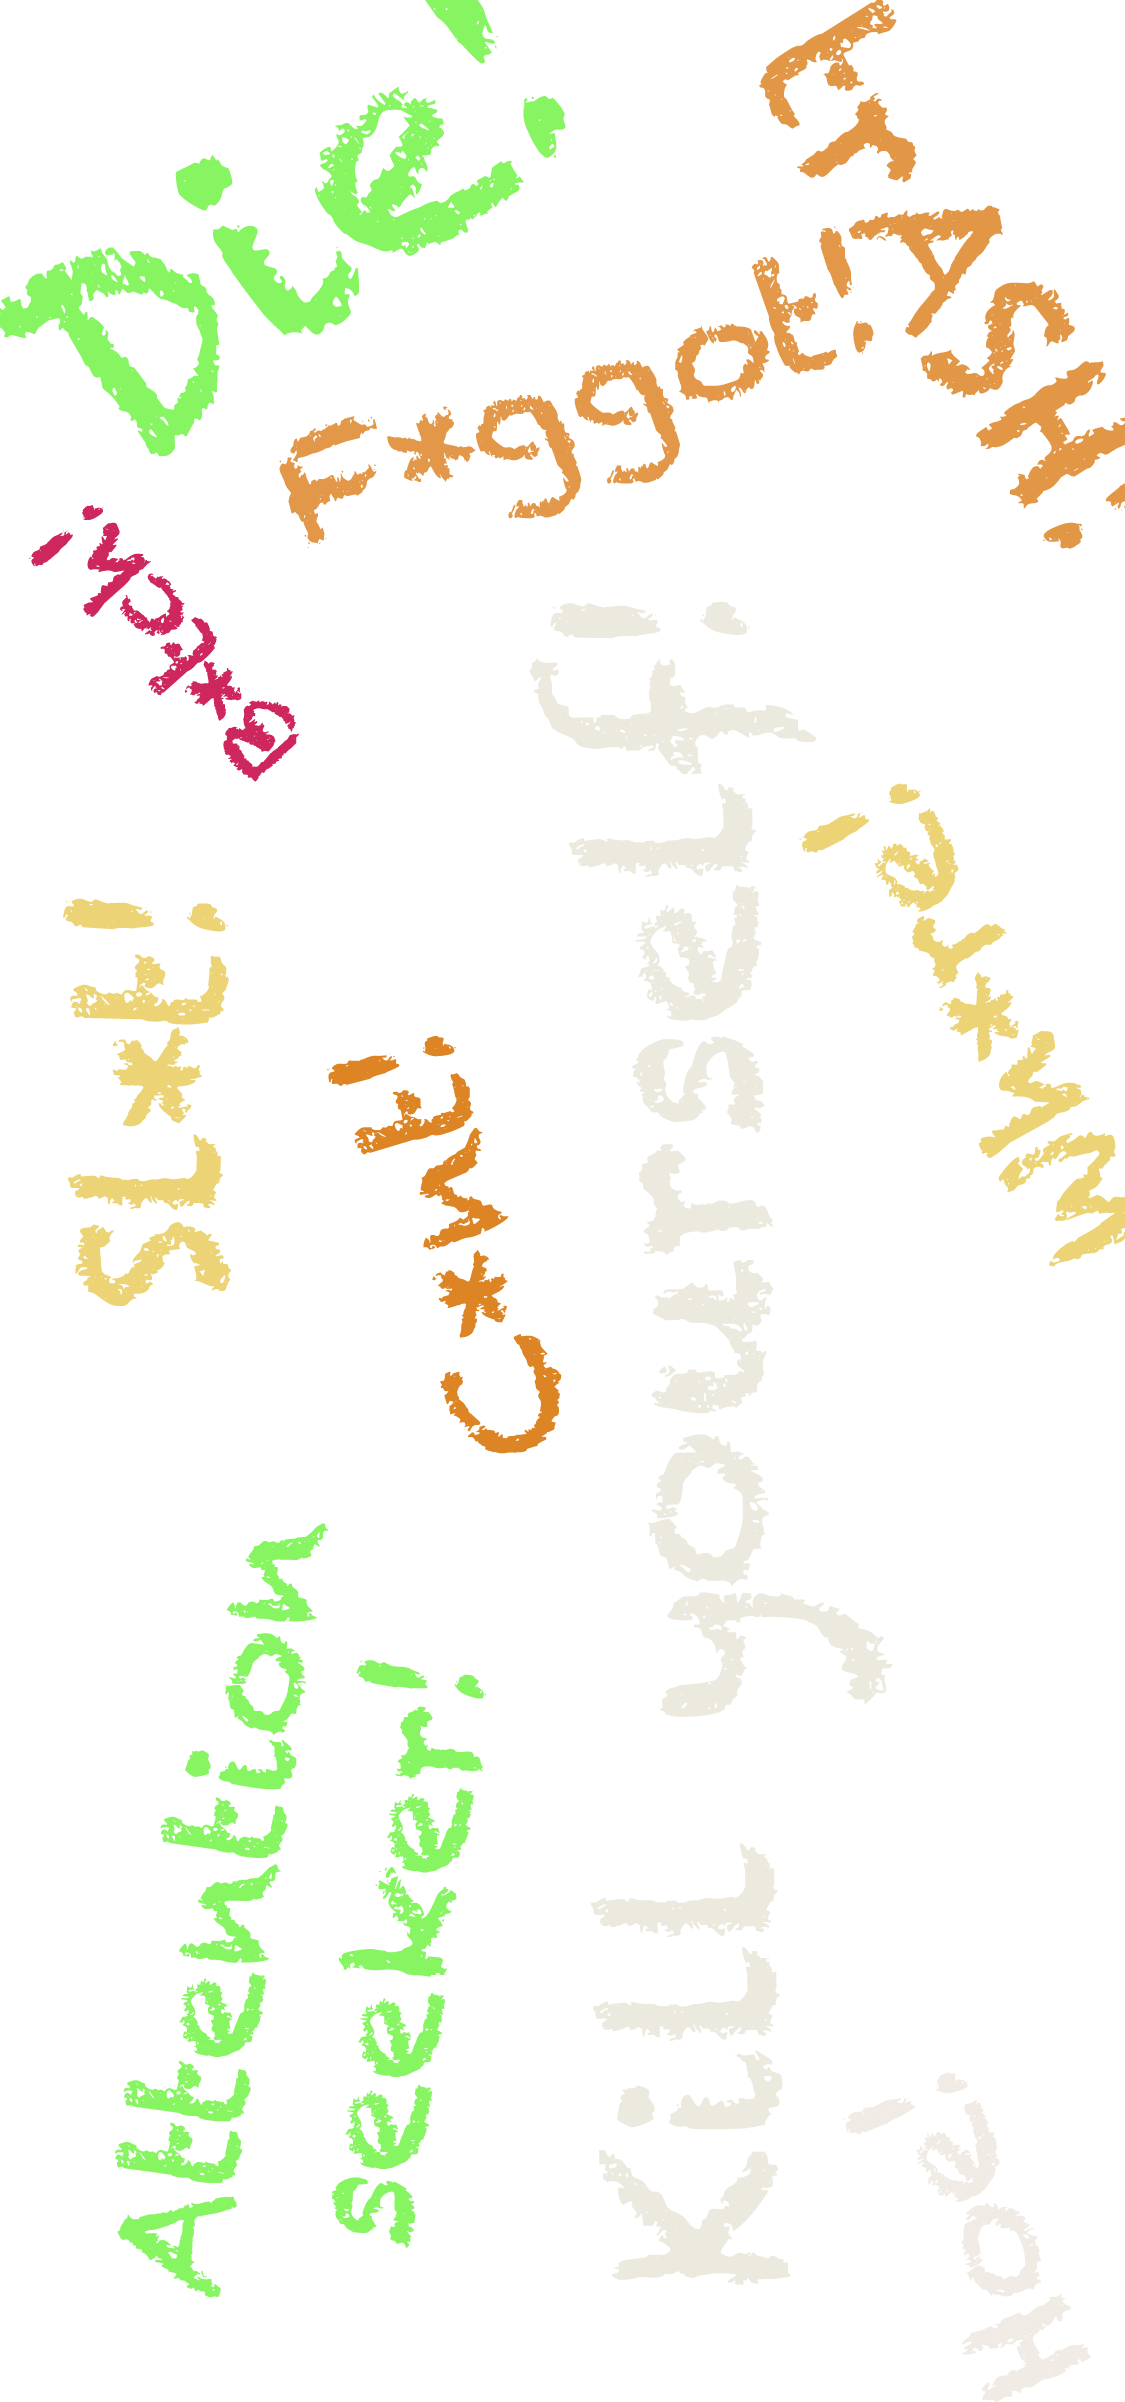 Die!
TrASH!
F*ggot!
B*tch!
Sl*t!
C*nt!
Wh*re!
Kill yourself!
Attention
seeker!
Hoe!